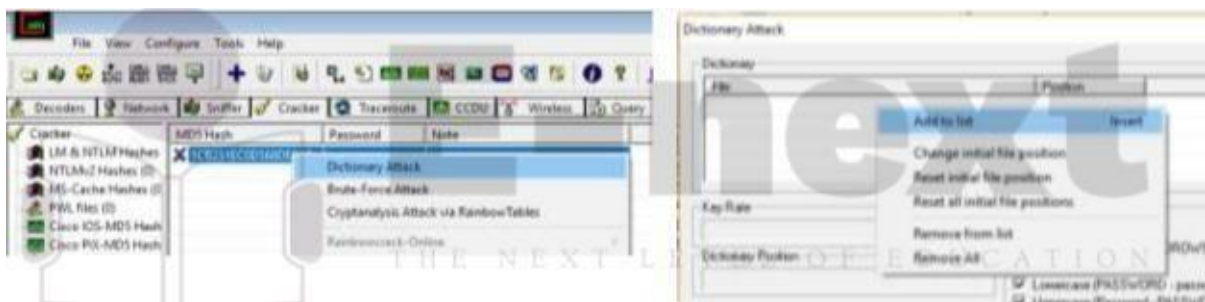 File View Configure Tools Help
Decoders Network Sniffer Cracker Traceroute CCDU Wireless Query
Cracker
LM & NTLM Hashes
NTLMv2 Hashes (0)
MS-Cache Hashes (0
PWL files (0)
Cisco IOS-MD5 Hash
Cisco PIX-MD5 Hash
MD5 Hash Password Note
Dictionary Attack
Brute-Force Attack
Cryptanalysis Attack via RainbowTables
Rainbowcrack-Online
Dictionary Attack
Dictionary
File Position
Add to list Insert
Change initial file position
Reset initial file position
Reset all initial file positions
Remove from list
Remove All
Key Rate
Dictionary Position
Lowercase (PASSWORD - passw
next
THE NEXT LEVEL OF EDUCATION